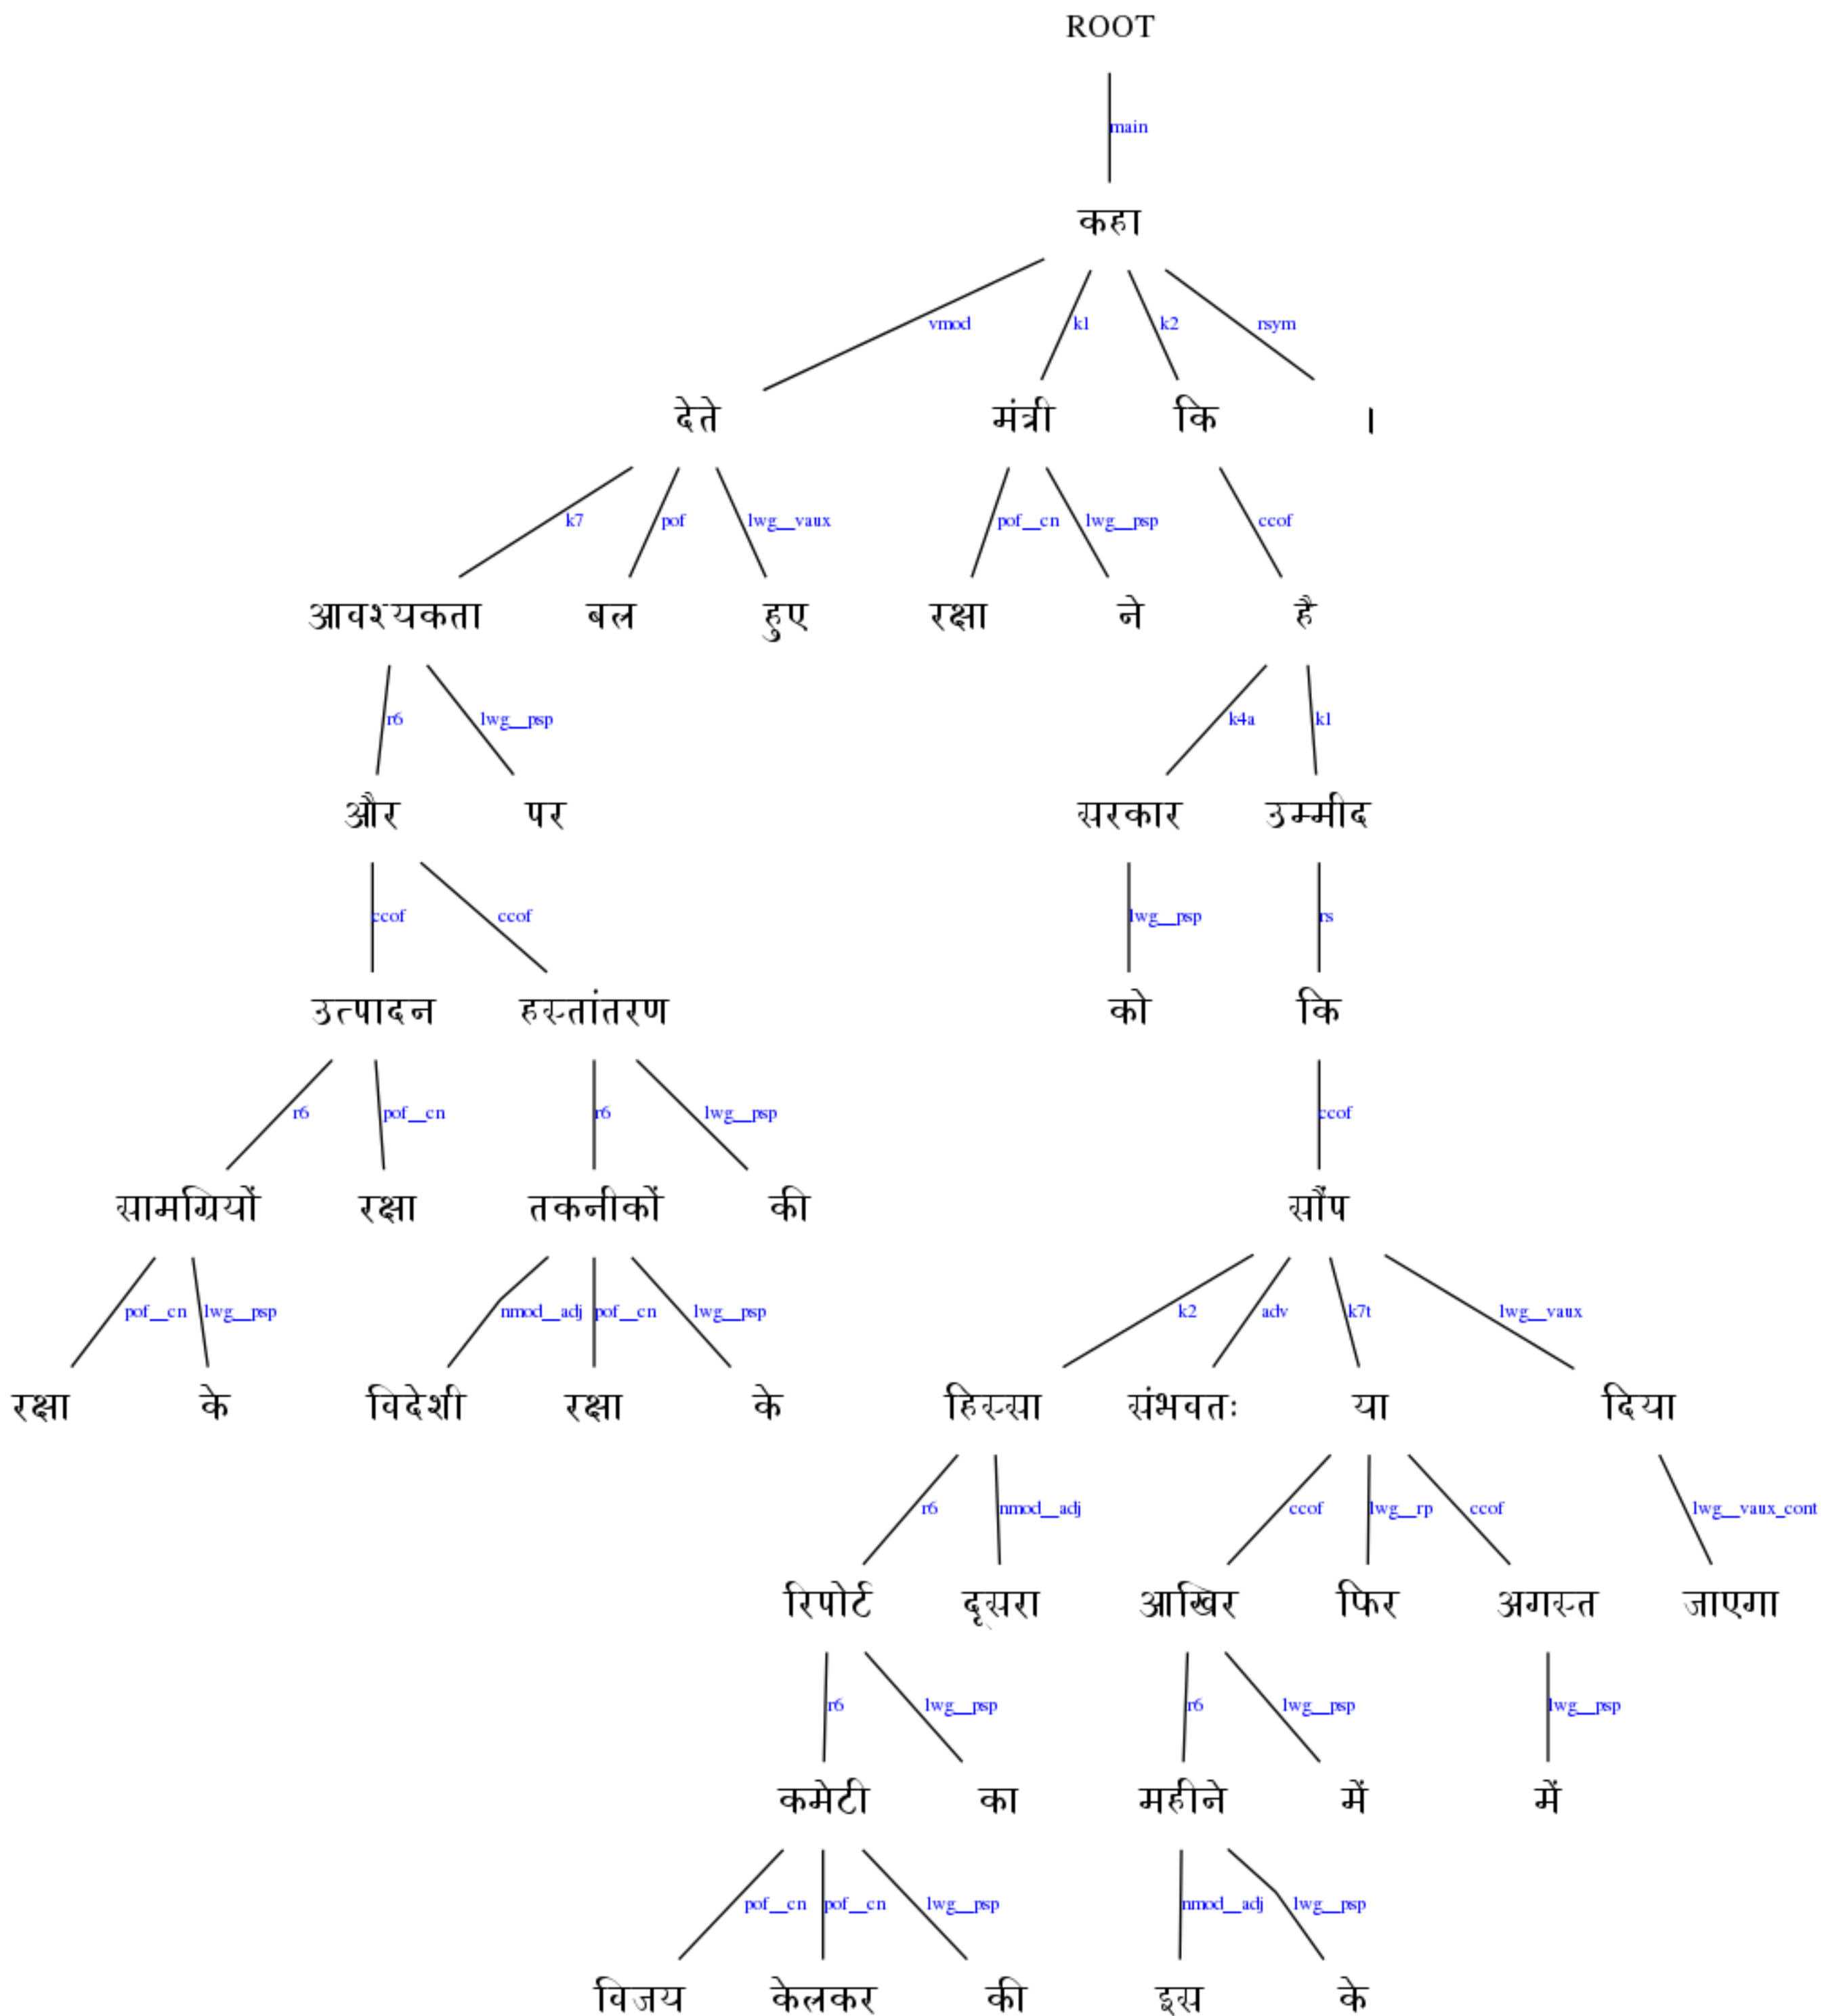 ROOT
main
कहा
vmod k1 k2 rsym
देते मंत्री कि ।
k7 pof lwg__vaux pof__cn lwg__psp ccof
आवश्यकता बल हुए रक्षा ने है
r6 lwg__psp k4a k1
और पर सरकार उम्मीद
ccof ccof lwg__psp rs
उत्पादन हस्तांतरण को कि
r6 pof__cn r6 lwg__psp ccof
सामग्रियों रक्षा तकनीकों की सौंप
pof__cn lwg__psp nmod__adj pof__cn lwg__psp k2 adv k7t lwg__vaux
रक्षा के विदेशी रक्षा के हिस्सा संभवतः या दिया
r6 nmod__adj ccof lwg__rp ccof lwg__vaux_cont
रिपोर्ट दूसरा आखिर फिर अगस्त जाएगा
r6 lwg__psp r6 lwg__psp lwg__psp
कमेटी का महीने में में
pof__cn pof__cn lwg__psp nmod__adj lwg__psp
विजय केलकर की इस के